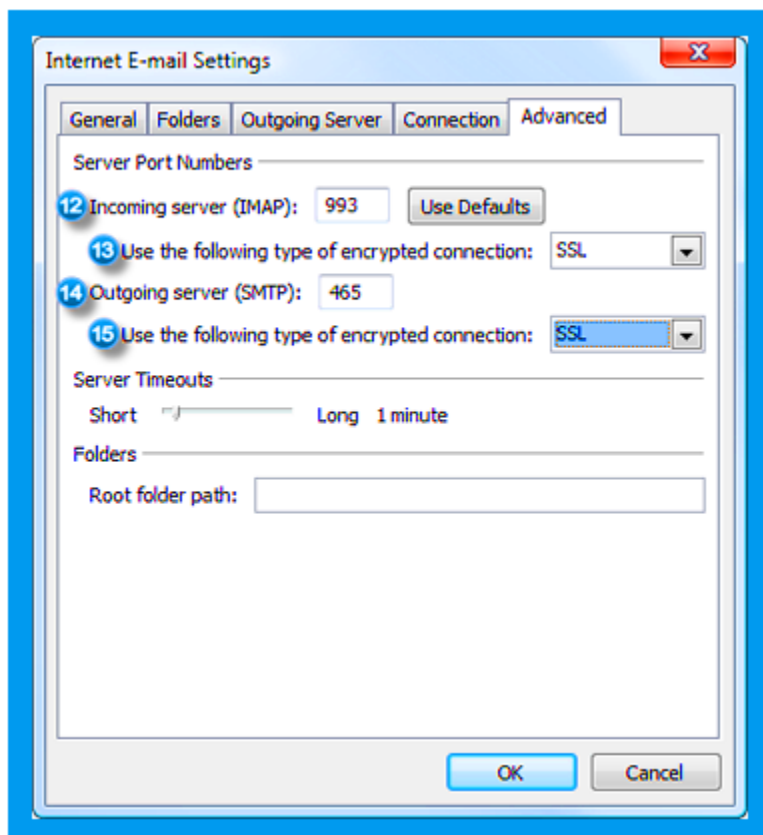 Internet E-mail Settings
General Folders Outgoing Server Connection Advanced
Server Port Numbers
12 Incoming server (IMAP): 993 Use Defaults
13 Use the following type of encrypted connection: SSL
14 Outgoing server (SMTP): 465
15 Use the following type of encrypted connection: SSL
Server Timeouts
Short Long 1 minute
Folders
Root folder path:
OK Cancel